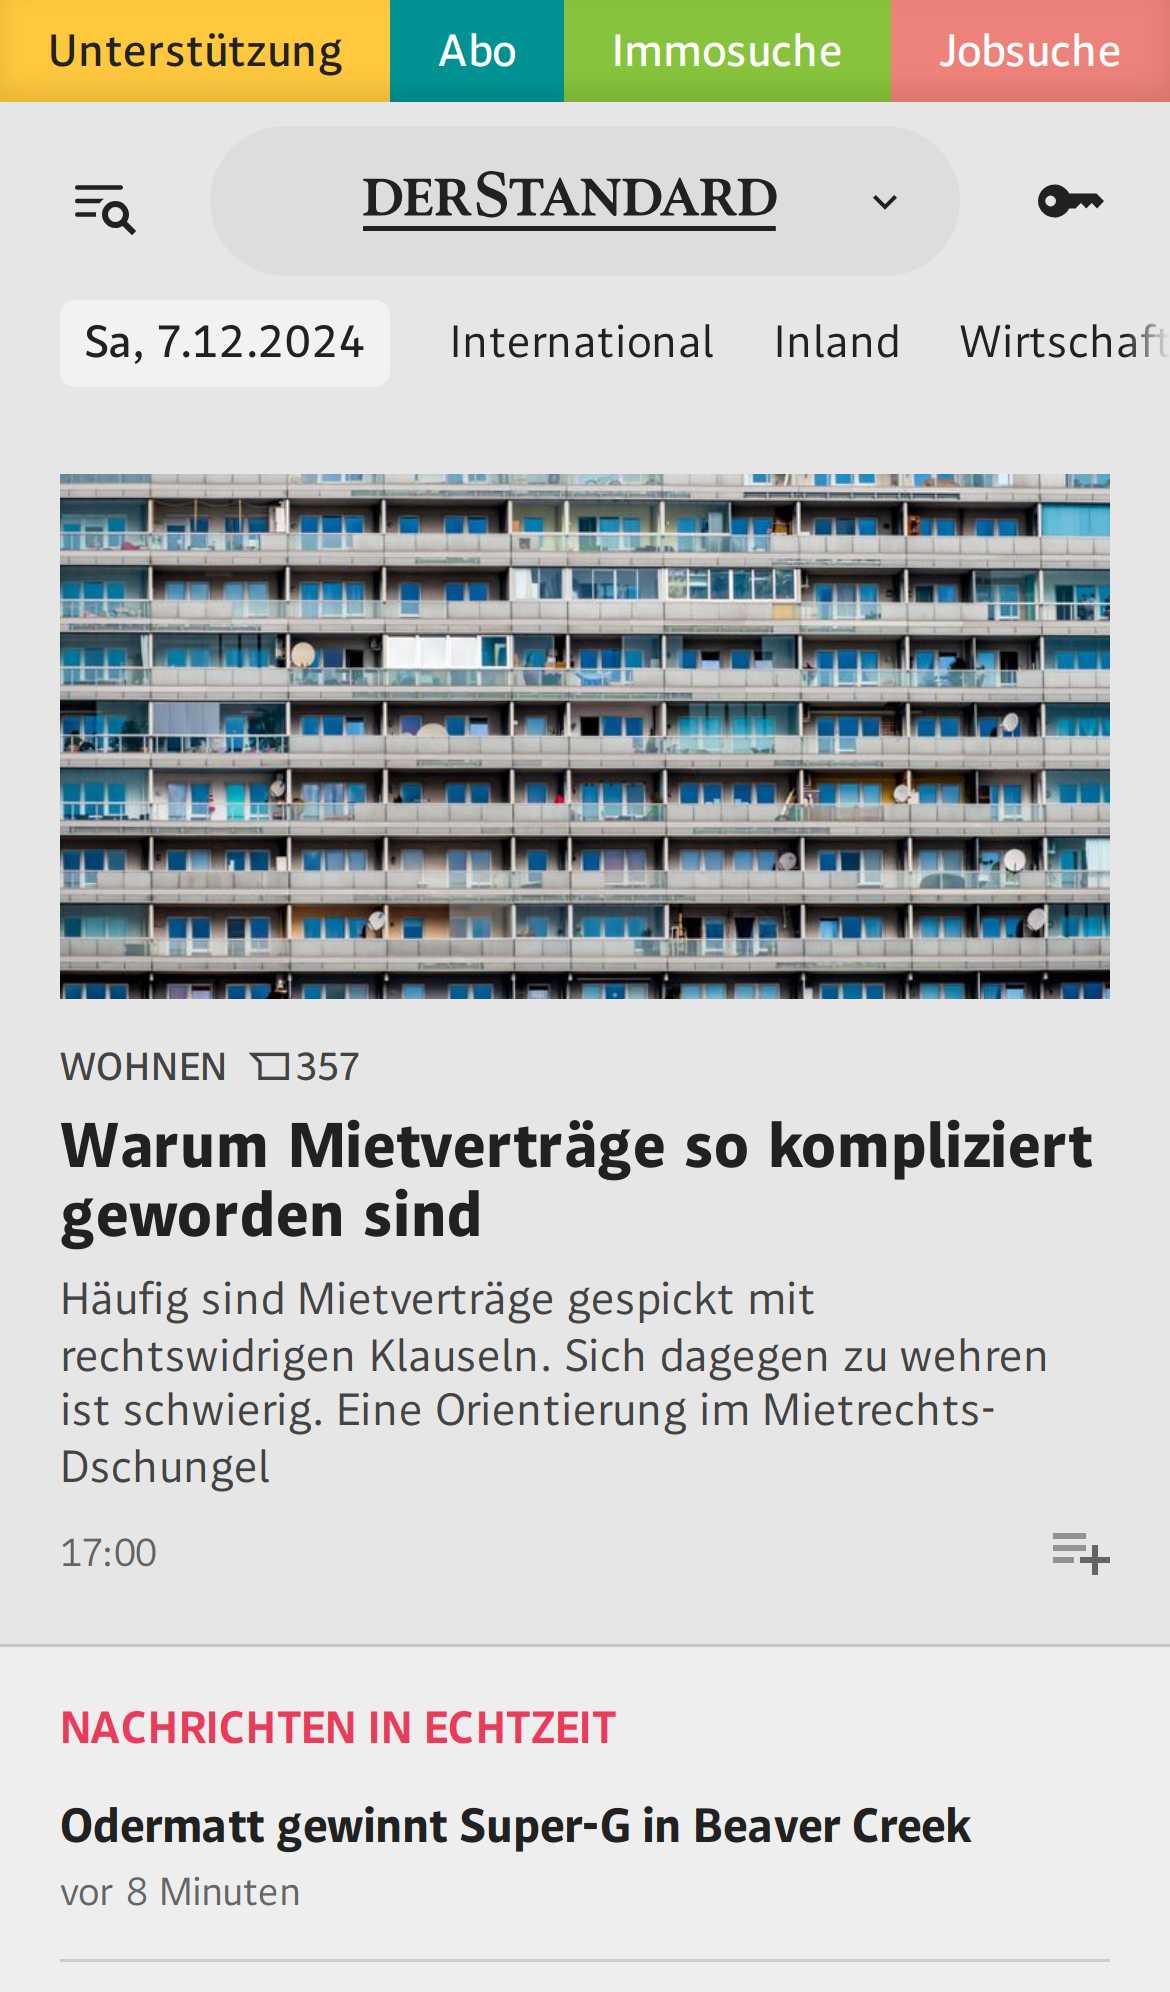 Unterstützung Abo Immosuche Jobsuche
DERSTANDARD
Sa, 7.12.2024 International Inland Wirtschaft
WOHNEN 357
Warum Mietverträge so kompliziert
geworden sind
Häufig sind Mietverträge gespickt mit
rechtswidrigen Klauseln. Sich dagegen zu wehren
ist schwierig. Eine Orientierung im Mietrechts-
Dschungel
17:00
NACHRICHTEN IN ECHTZEIT
Odermatt gewinnt Super-G in Beaver Creek
vor 8 Minuten